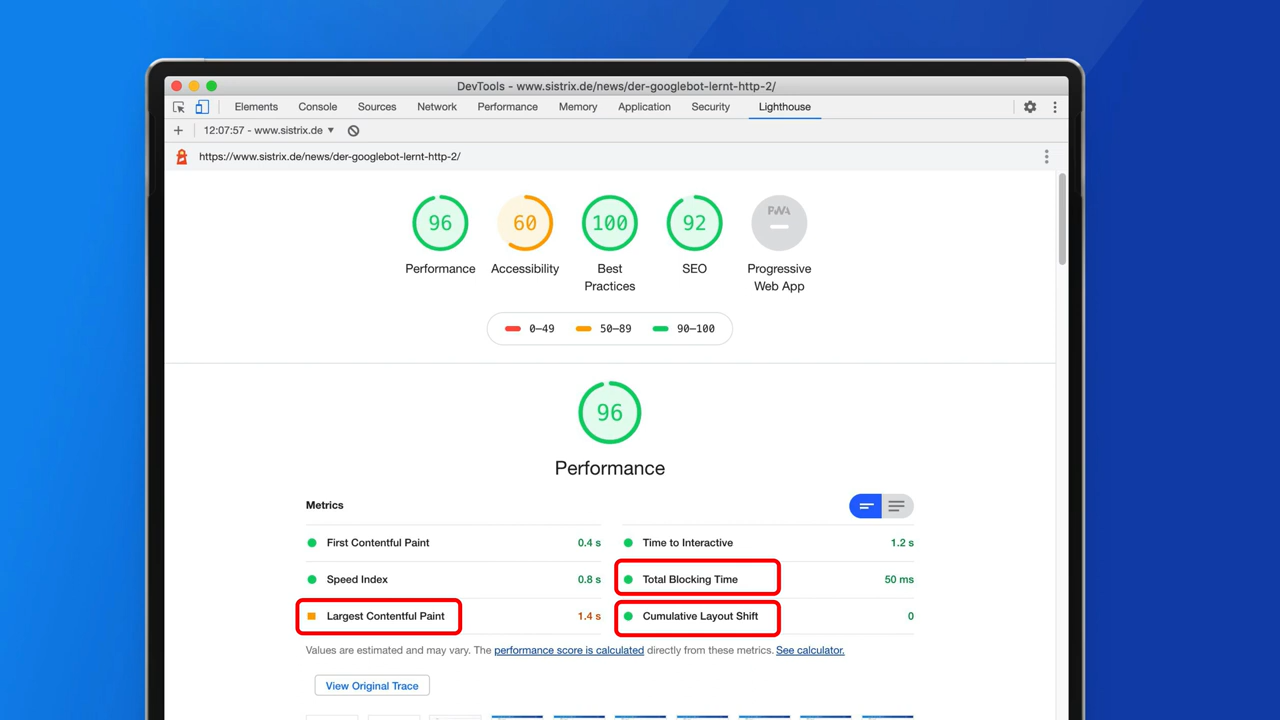 DevTools - www.sistrix.de/news/der-googlebot-lernt-http-2/
Elements Console Sources Network Performance Memory Application Security Lighthouse
12:07:57 - www.sistrix.de
https://www.sistrix.de/news/der-googlebot-lernt-http-2/
96 60 100 92 PWA
Performance Accessibility Best Practices SEO Progressive Web App
0–49 50–89 90–100
96
Performance
Metrics
First Contentful Paint 0.4 s Time to Interactive 1.2 s
Speed Index 0.8 s Total Blocking Time 50 ms
Largest Contentful Paint 1.4 s Cumulative Layout Shift 0
Values are estimated and may vary. The performance score is calculated directly from these metrics. See calculator.
View Original Trace